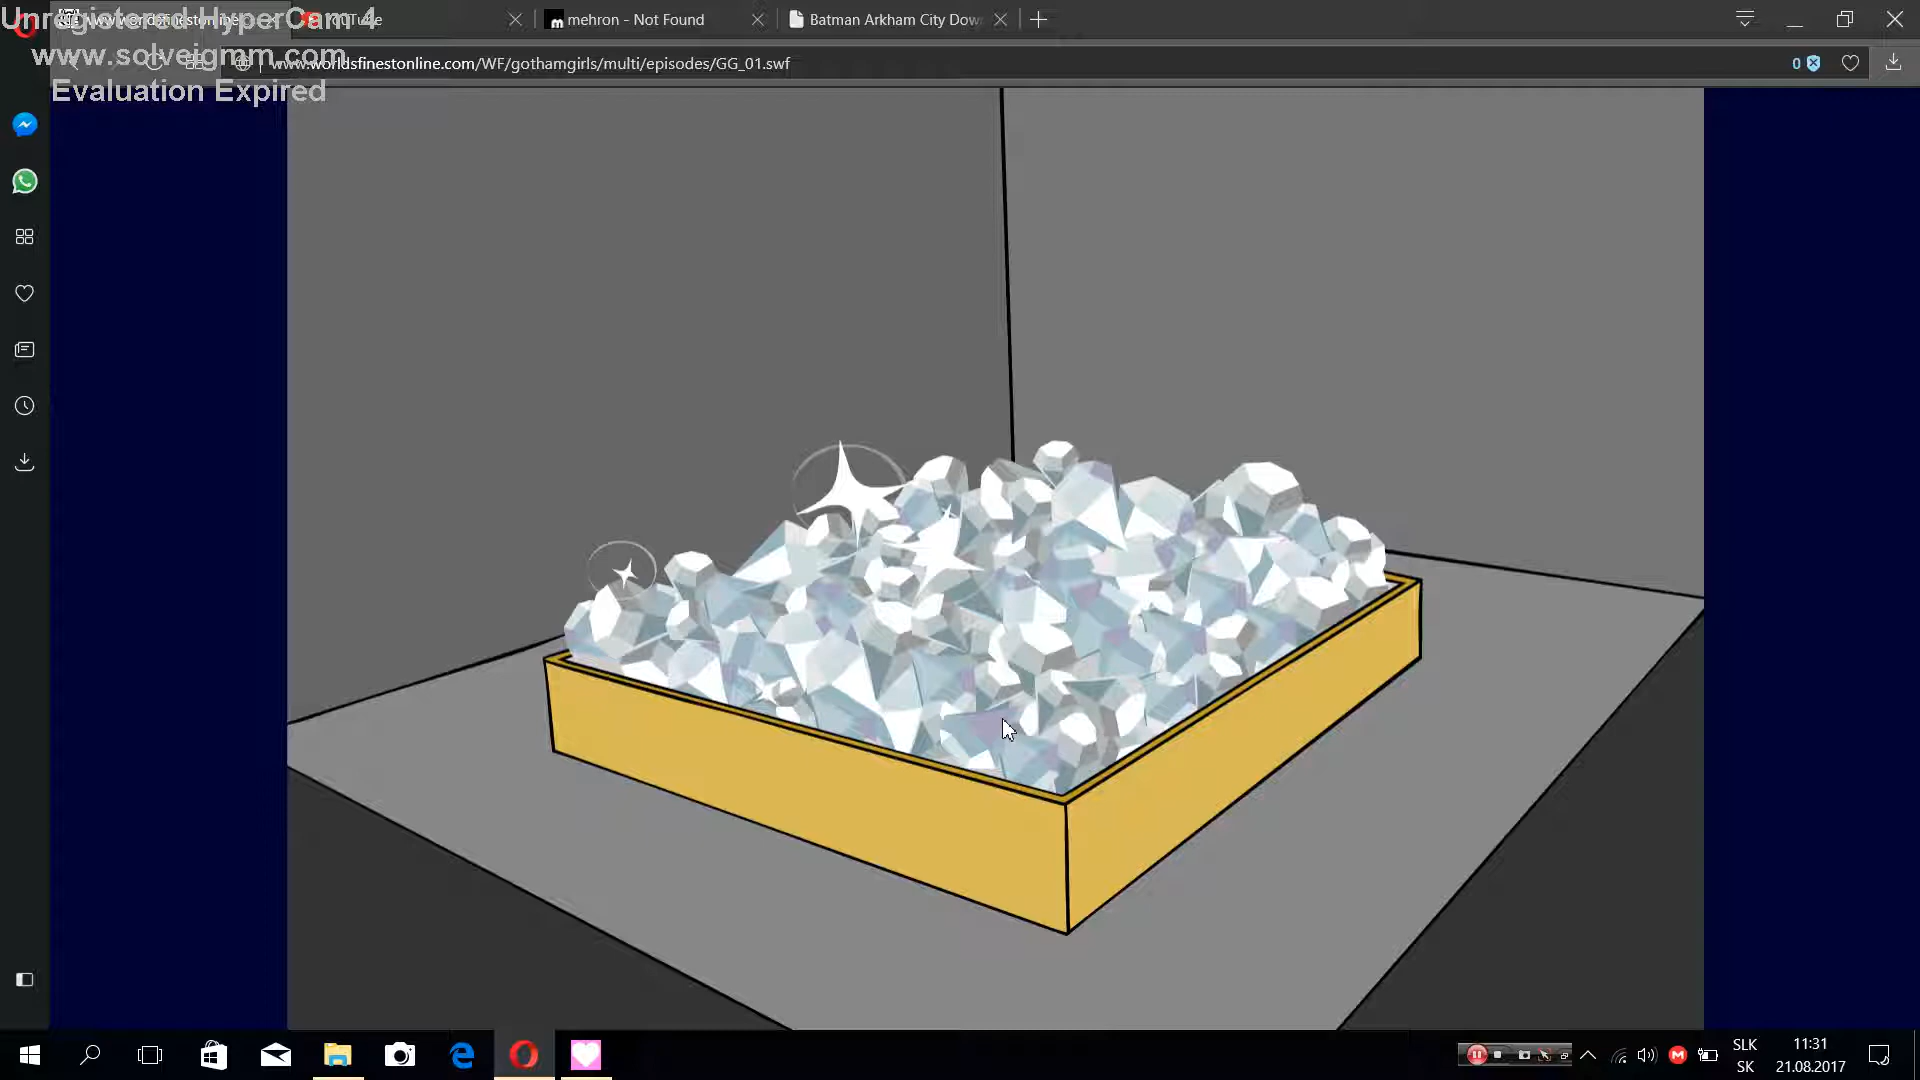 Unregistered HyperCam 4
www.solveigmm.com
Evaluation Expired
mehron - Not Found
Batman Arkham City Dow
www.worldsfinestonline.com/WF/gothamgirls/multi/episodes/GG_01.swf
0
SLK
SK
11:31
21.08.2017